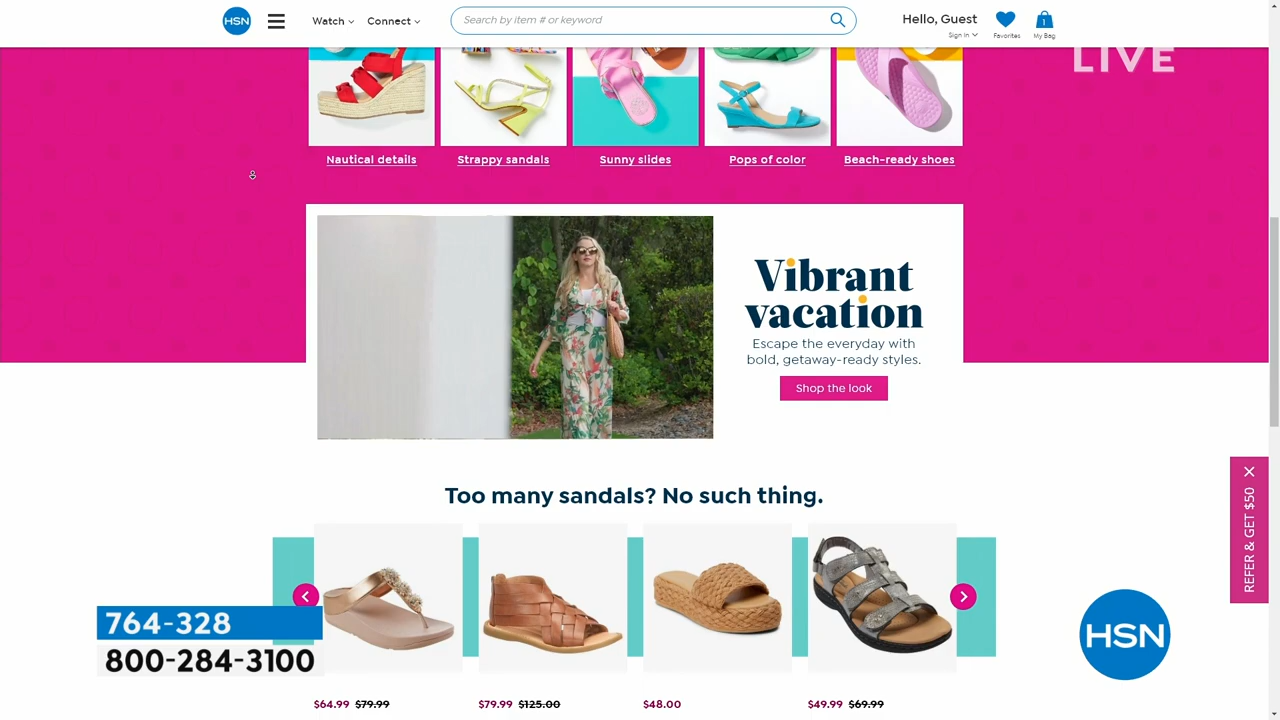 HSN
Watch
Connect
Search by item # or keyword
Hello, Guest
Sign In
Favorites
1
My Bag
LIVE
Nautical details
Strappy sandals
Sunny slides
Pops of color
Beach-ready shoes
Vibrant
vacation
Escape the everyday with
bold, getaway-ready styles.
Shop the look
REFER & GET $50
Too many sandals? No such thing.
764-328
800-284-3100
HSN
$64.99 $79.99
$79.99 $125.00
$48.00
$49.99 $69.99